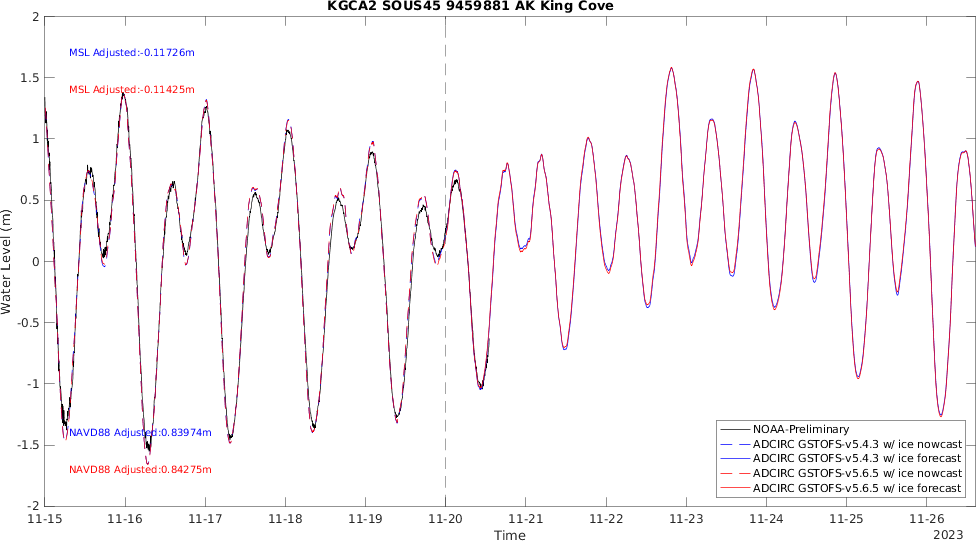 KGCA2 SOUS45 9459881 AK King Cove
2
1.5
1
0.5
0
-0.5
-1
-1.5
-2
Water Level (m)
MSL Adjusted:-0.11726m
MSL Adjusted:-0.11425m
NAVD88 Adjusted:0.83974m
NAVD88 Adjusted:0.84275m
NOAA-Preliminary
ADCIRC GSTOFS-v5.4.3 w/ ice nowcast
ADCIRC GSTOFS-v5.4.3 w/ ice forecast
ADCIRC GSTOFS-v5.6.5 w/ ice nowcast
ADCIRC GSTOFS-v5.6.5 w/ ice forecast
11-15 11-16 11-17 11-18 11-19 11-20 11-21 11-22 11-23 11-24 11-25 11-26
Time
2023